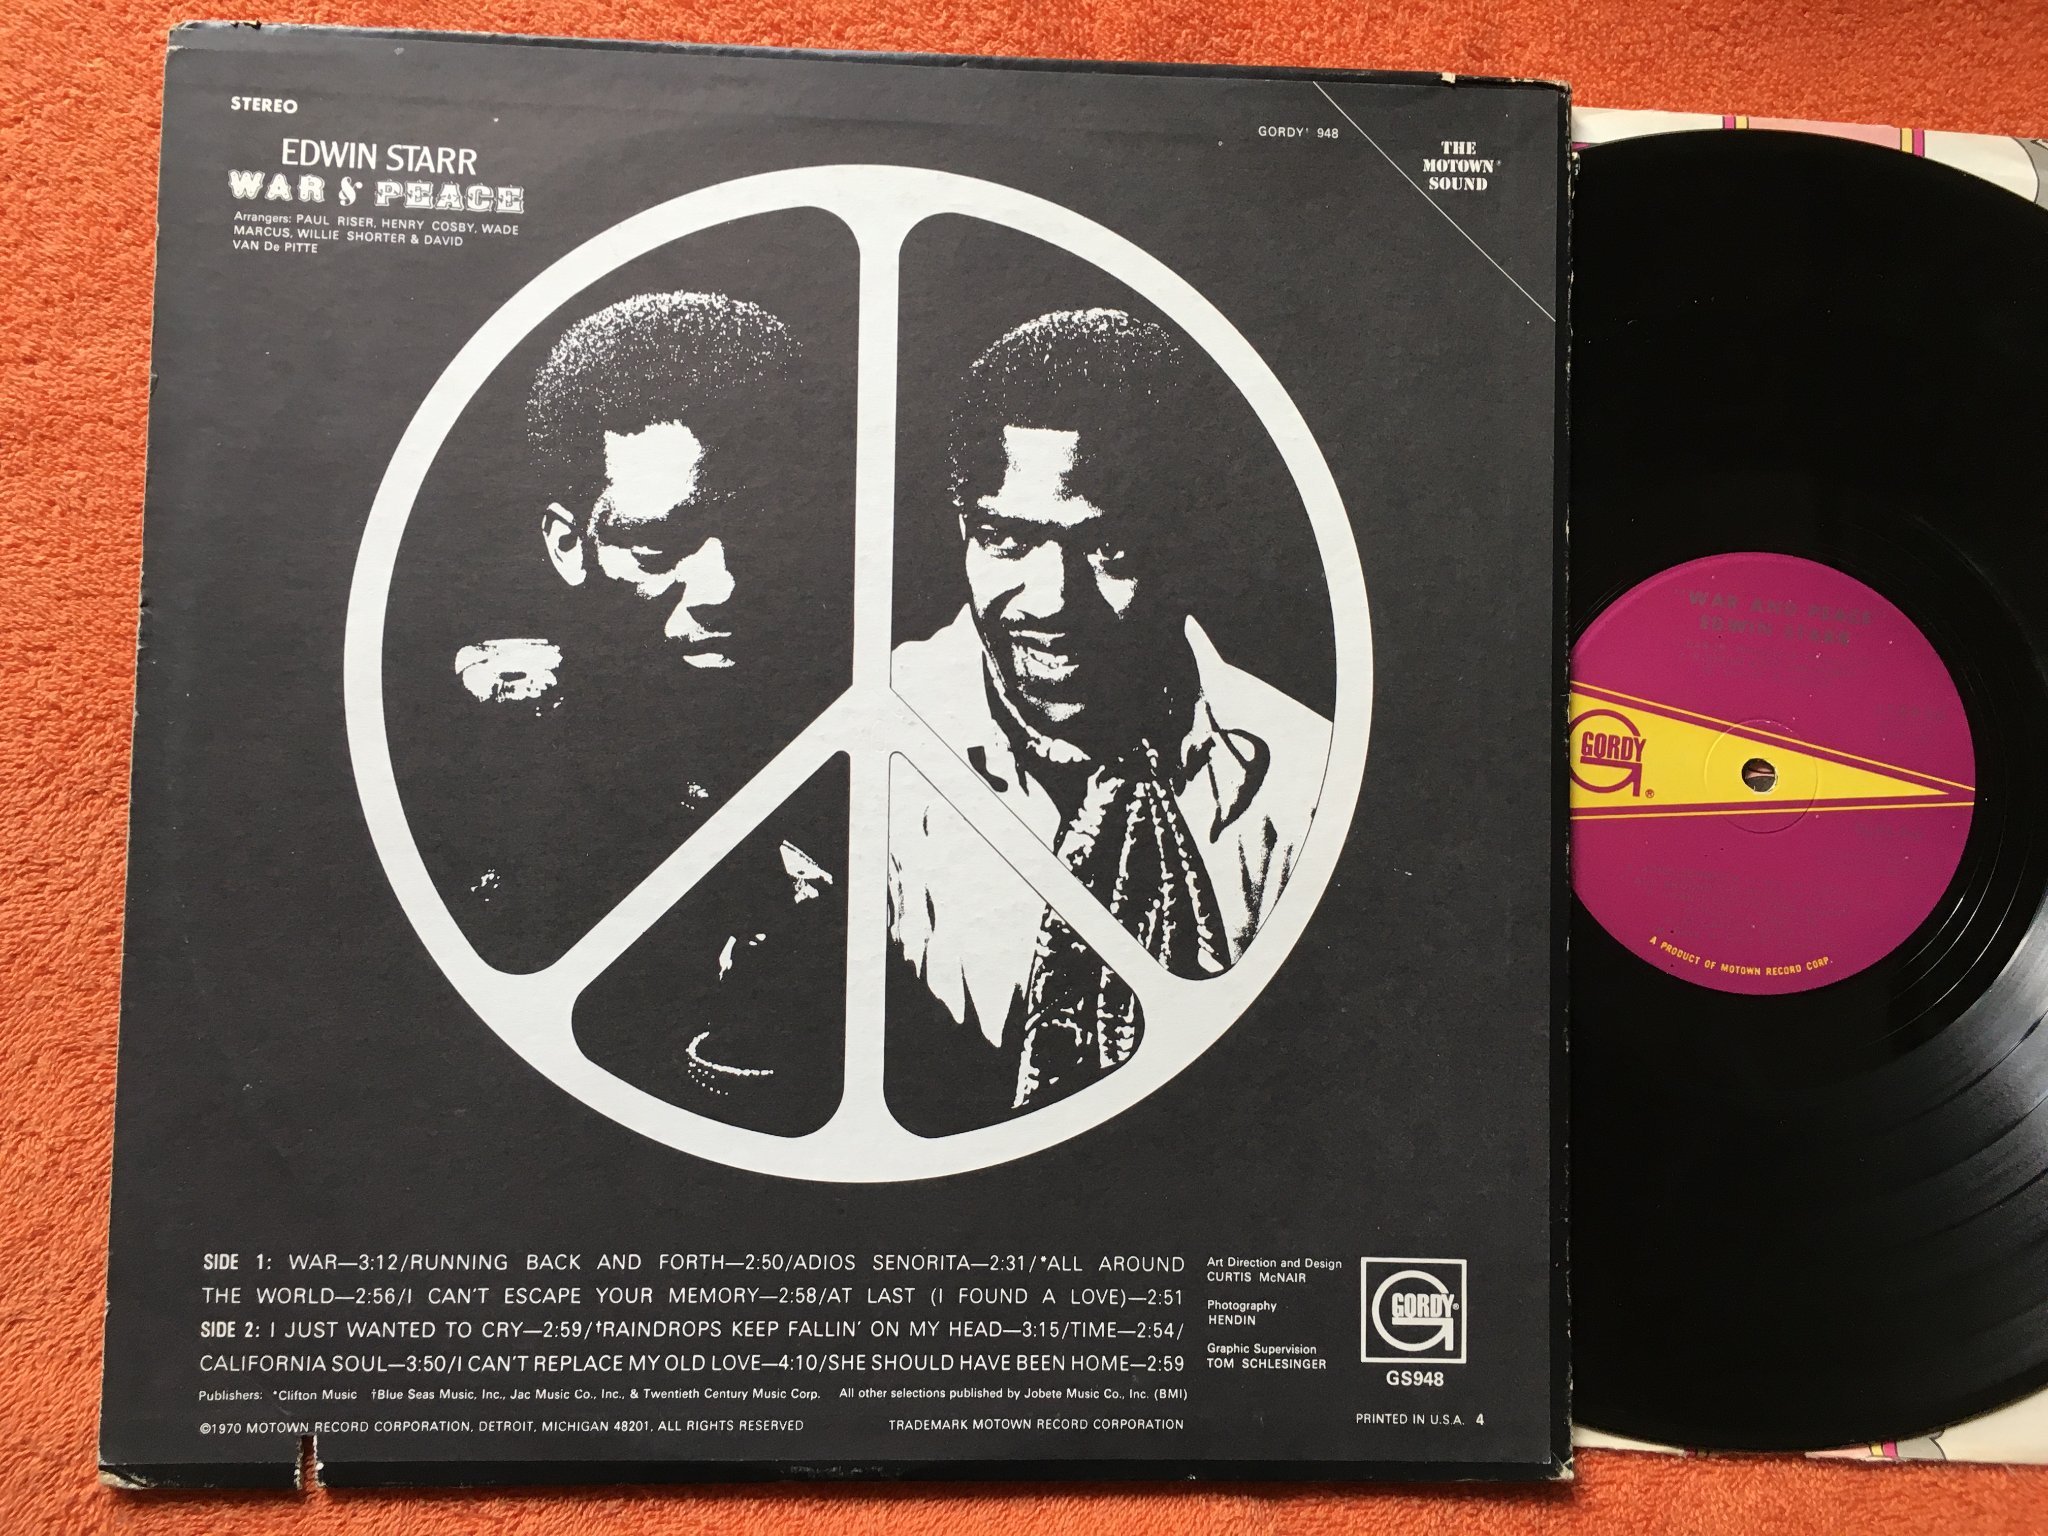 STEREO
EDWIN STARR
WAR & PEACE
Arrangers: PAUL RISER, HENRY COSBY, WADE
MARCUS, WILLIE SHORTER & DAVID
VAN De PITTE
GORDY® 948
THE
MOTOWN®
SOUND
SIDE 1: WAR—3:12/RUNNING BACK AND FORTH—2:50/ADIOS SENORITA—2:31/*ALL AROUND
THE WORLD—2:56/I CAN'T ESCAPE YOUR MEMORY—2:58/AT LAST (I FOUND A LOVE)—2:51
SIDE 2: I JUST WANTED TO CRY—2:59/†RAINDROPS KEEP FALLIN' ON MY HEAD—3:15/TIME—2:54/
CALIFORNIA SOUL—3:50/I CAN'T REPLACE MY OLD LOVE—4:10/SHE SHOULD HAVE BEEN HOME—2:59
Publishers: *Clifton Music †Blue Seas Music, Inc., Jac Music Co., Inc., & Twentieth Century Music Corp. All other selections published by Jobete Music Co., Inc. (BMI)
©1970 MOTOWN RECORD CORPORATION, DETROIT, MICHIGAN 48201, ALL RIGHTS RESERVED TRADEMARK MOTOWN RECORD CORPORATION
Art Direction and Design
CURTIS McNAIR
Photography
HENDIN
Graphic Supervision
TOM SCHLESINGER
GORDY®
GS948
PRINTED IN U.S.A. 4
"WAR AND PEACE"
EDWIN STARR
GORDY
®
A PRODUCT OF MOTOWN RECORD CORP.